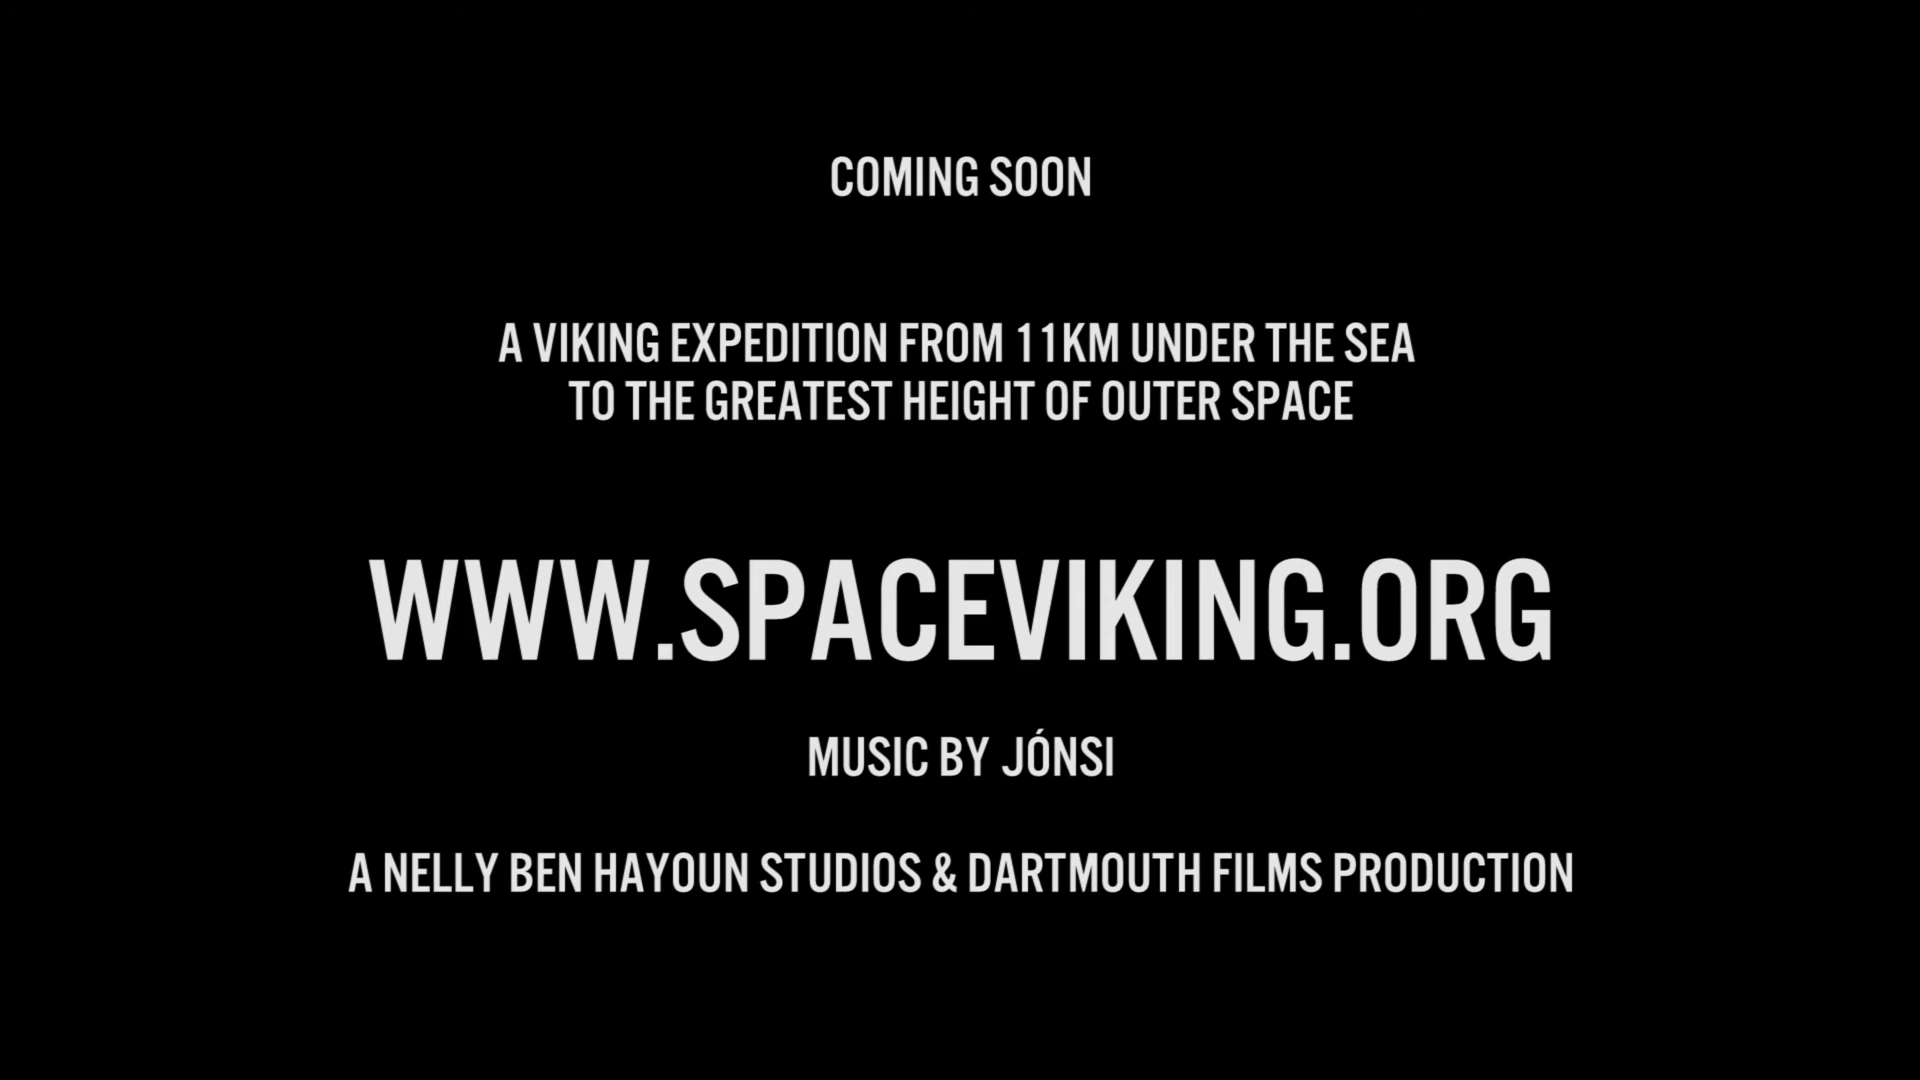 COMING SOON
A VIKING EXPEDITION FROM 11KM UNDER THE SEA
TO THE GREATEST HEIGHT OF OUTER SPACE
WWW.SPACEVIKING.ORG
MUSIC BY JÓNSI
A NELLY BEN HAYOUN STUDIOS & DARTMOUTH FILMS PRODUCTION